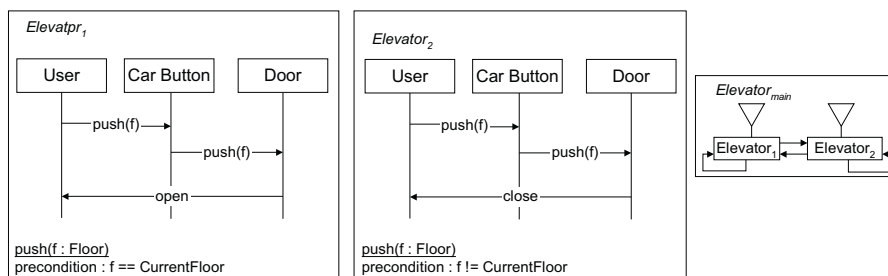 Elevatpr1
User
Car Button
Door
push(f)
push(f)
open
push(f : Floor)
precondition : f == CurrentFloor
Elevator2
User
Car Button
Door
push(f)
push(f)
close
push(f : Floor)
precondition : f != CurrentFloor
Elevatormain
Elevator1
Elevator2